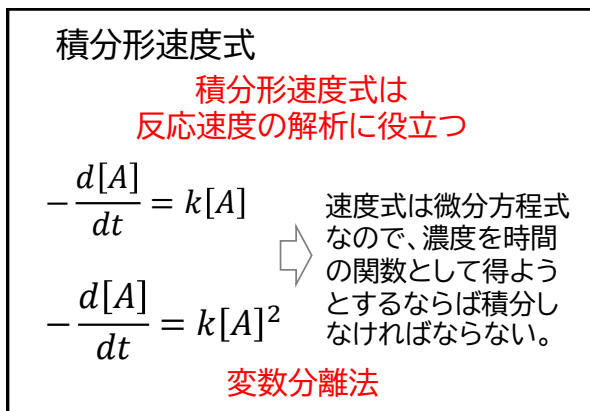 積分形速度式
積分形速度式は
反応速度の解析に役立つ
−d[A]/dt = k[A]
−d[A]/dt = k[A]²
速度式は微分方程式
なので、濃度を時間
の関数として得よう
とするならば積分し
なければならない。
変数分離法